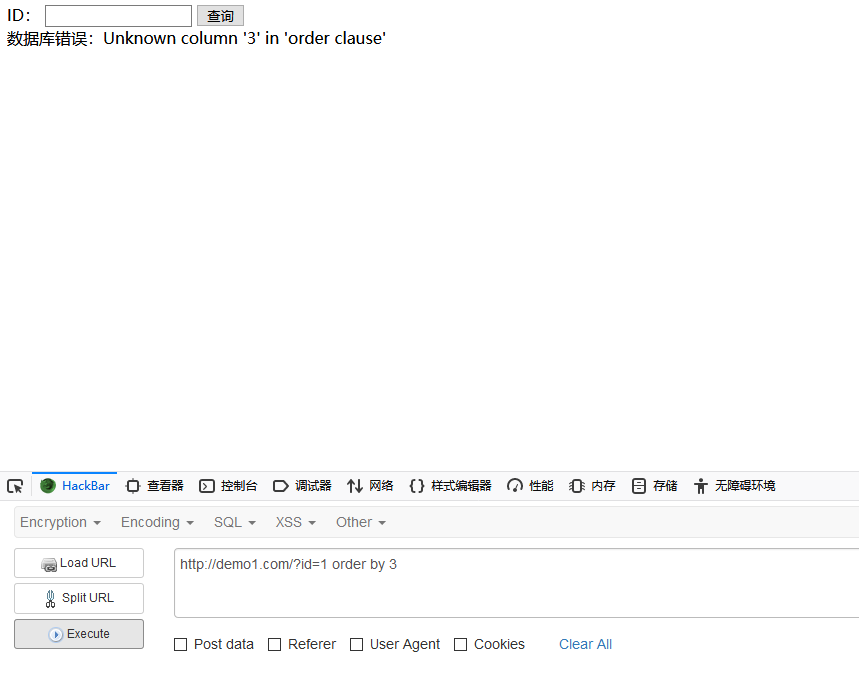 ID： 查询
数据库错误：Unknown column '3' in 'order clause'
HackBar 查看器 控制台 调试器 网络 样式编辑器 性能 内存 存储 无障碍环境
Encryption Encoding SQL XSS Other
Load URL http://demo1.com/?id=1 order by 3
Split URL
Execute
Post data Referer User Agent Cookies Clear All